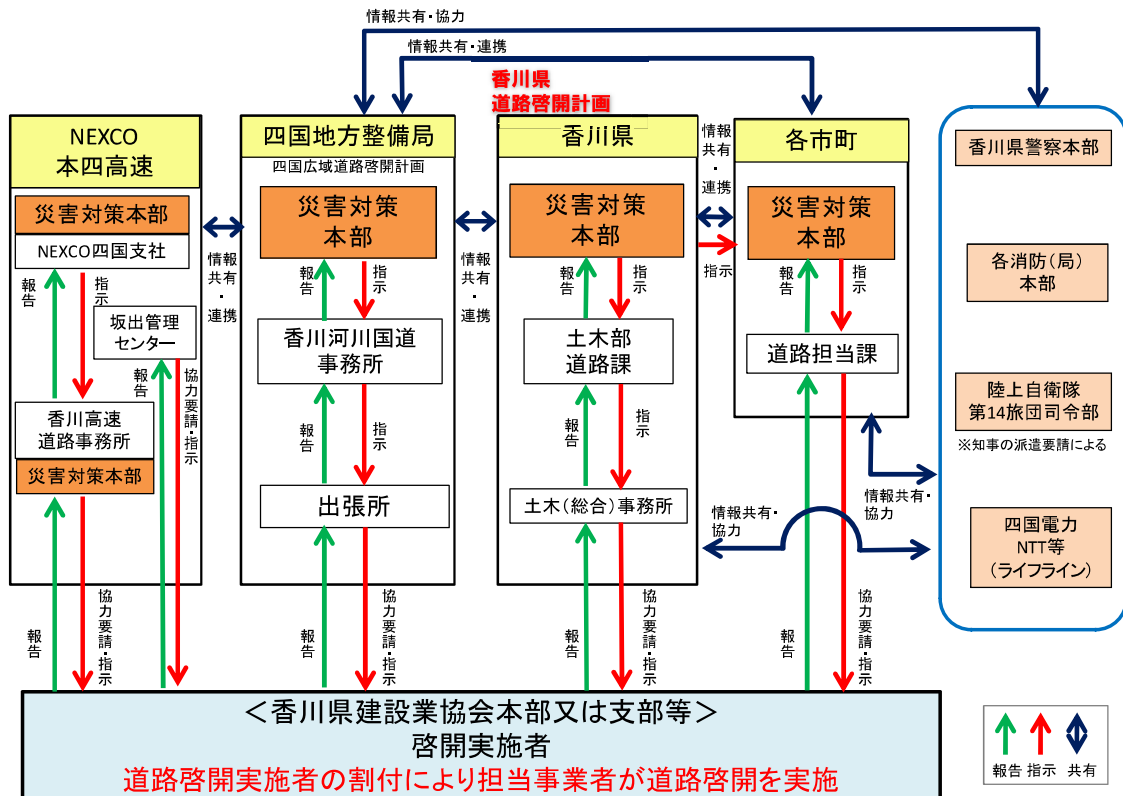 情報共有・協力
情報共有・連携
香川県
道路啓開計画
NEXCO
本四高速
災害対策本部
NEXCO四国支社
報告
指示
坂出管理
センター
香川高速
道路事務所
災害対策本部
報告
協力要請・指示
報告
協力要請・指示
情報
共有
・
連携
四国地方整備局
四国広域道路啓開計画
災害対策
本部
報告
指示
香川河川国道
事務所
報告
指示
出張所
報告
協力要請・指示
情報
共有
・
連携
香川県
災害対策
本部
報告
指示
土木部
道路課
報告
指示
土木(総合)事務所
報告
協力要請・指示
情報
共有
・
連携
指示
各市町
災害対策
本部
報告
指示
道路担当課
報告
協力要請・指示
情報共有・
協力
情報共有・
協力
香川県警察本部
各消防(局)
本部
陸上自衛隊
第14旅団司令部
※知事の派遣要請による
四国電力
NTT等
(ライフライン)
<香川県建設業協会本部又は支部等>
啓開実施者
道路啓開実施者の割付により担当事業者が道路啓開を実施
報告 指示 共有